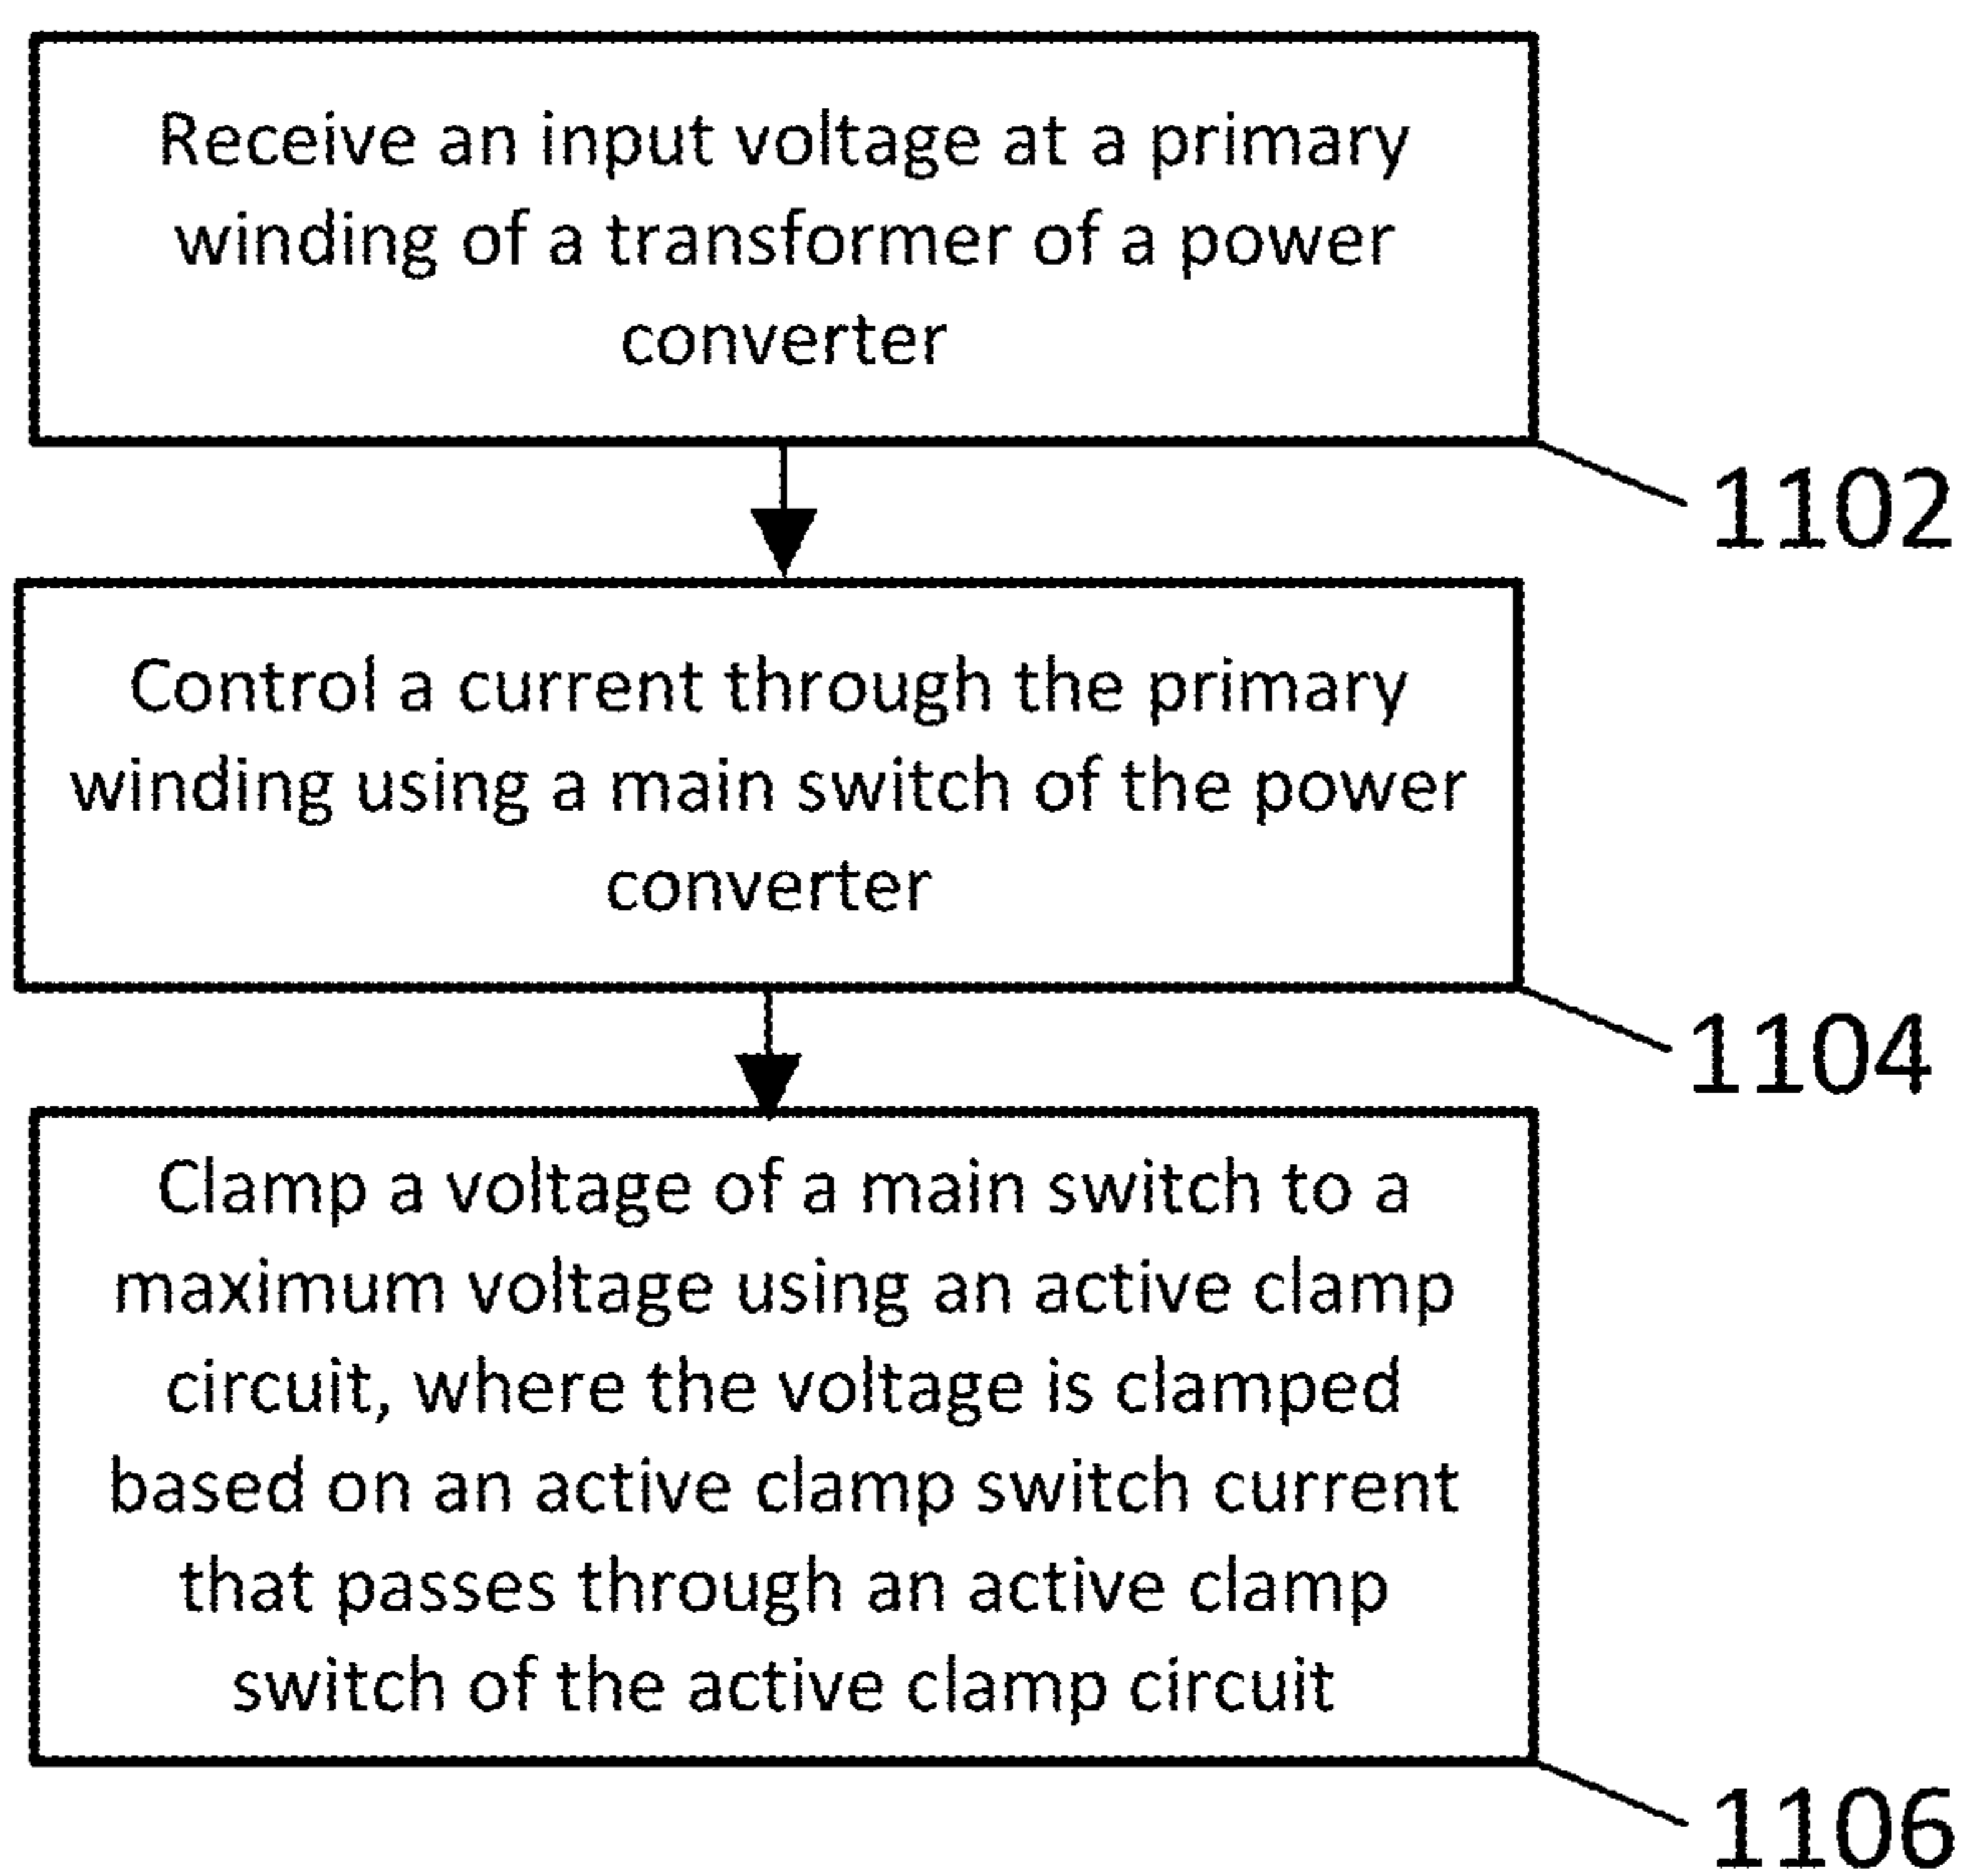 Receive an input voltage at a primary
winding of a transformer of a power
converter
1102
Control a current through the primary
winding using a main switch of the power
converter
1104
Clamp a voltage of a main switch to a
maximum voltage using an active clamp
circuit, where the voltage is clamped
based on an active clamp switch current
that passes through an active clamp
switch of the active clamp circuit
1106